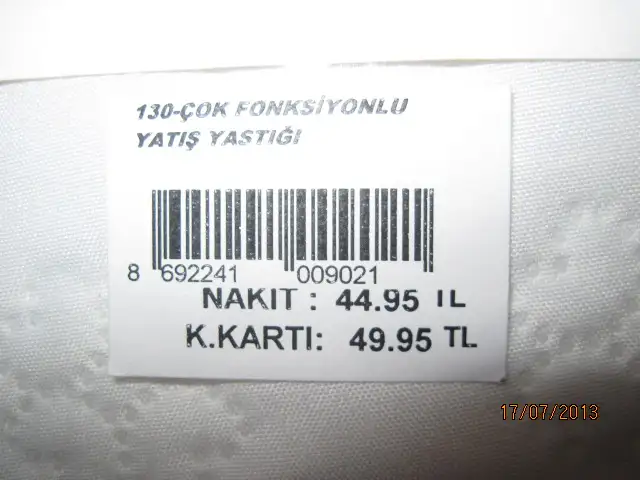 130-ÇOK FONKSİYONLU
YATIŞ YASTIĞI
8 692241 009021
NAKIT : 44.95 TL
K.KARTI: 49.95 TL
17/07/2013